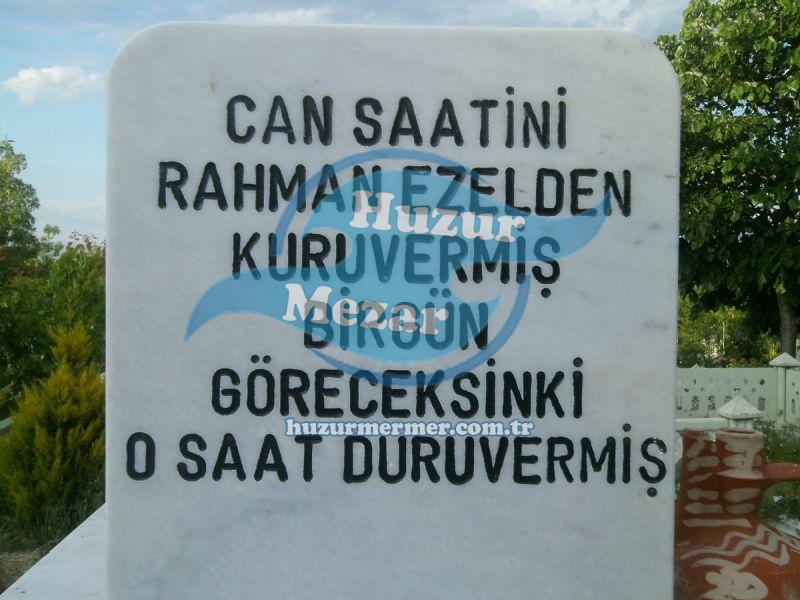 CAN SAATİNİ
RAHMAN EZELDEN
KURUVERMİŞ
BİRGÜN
GÖRECEKSİNKİ
O SAAT DURUVERMİŞ
Huzur
Mezar
huzurmermer.com.tr